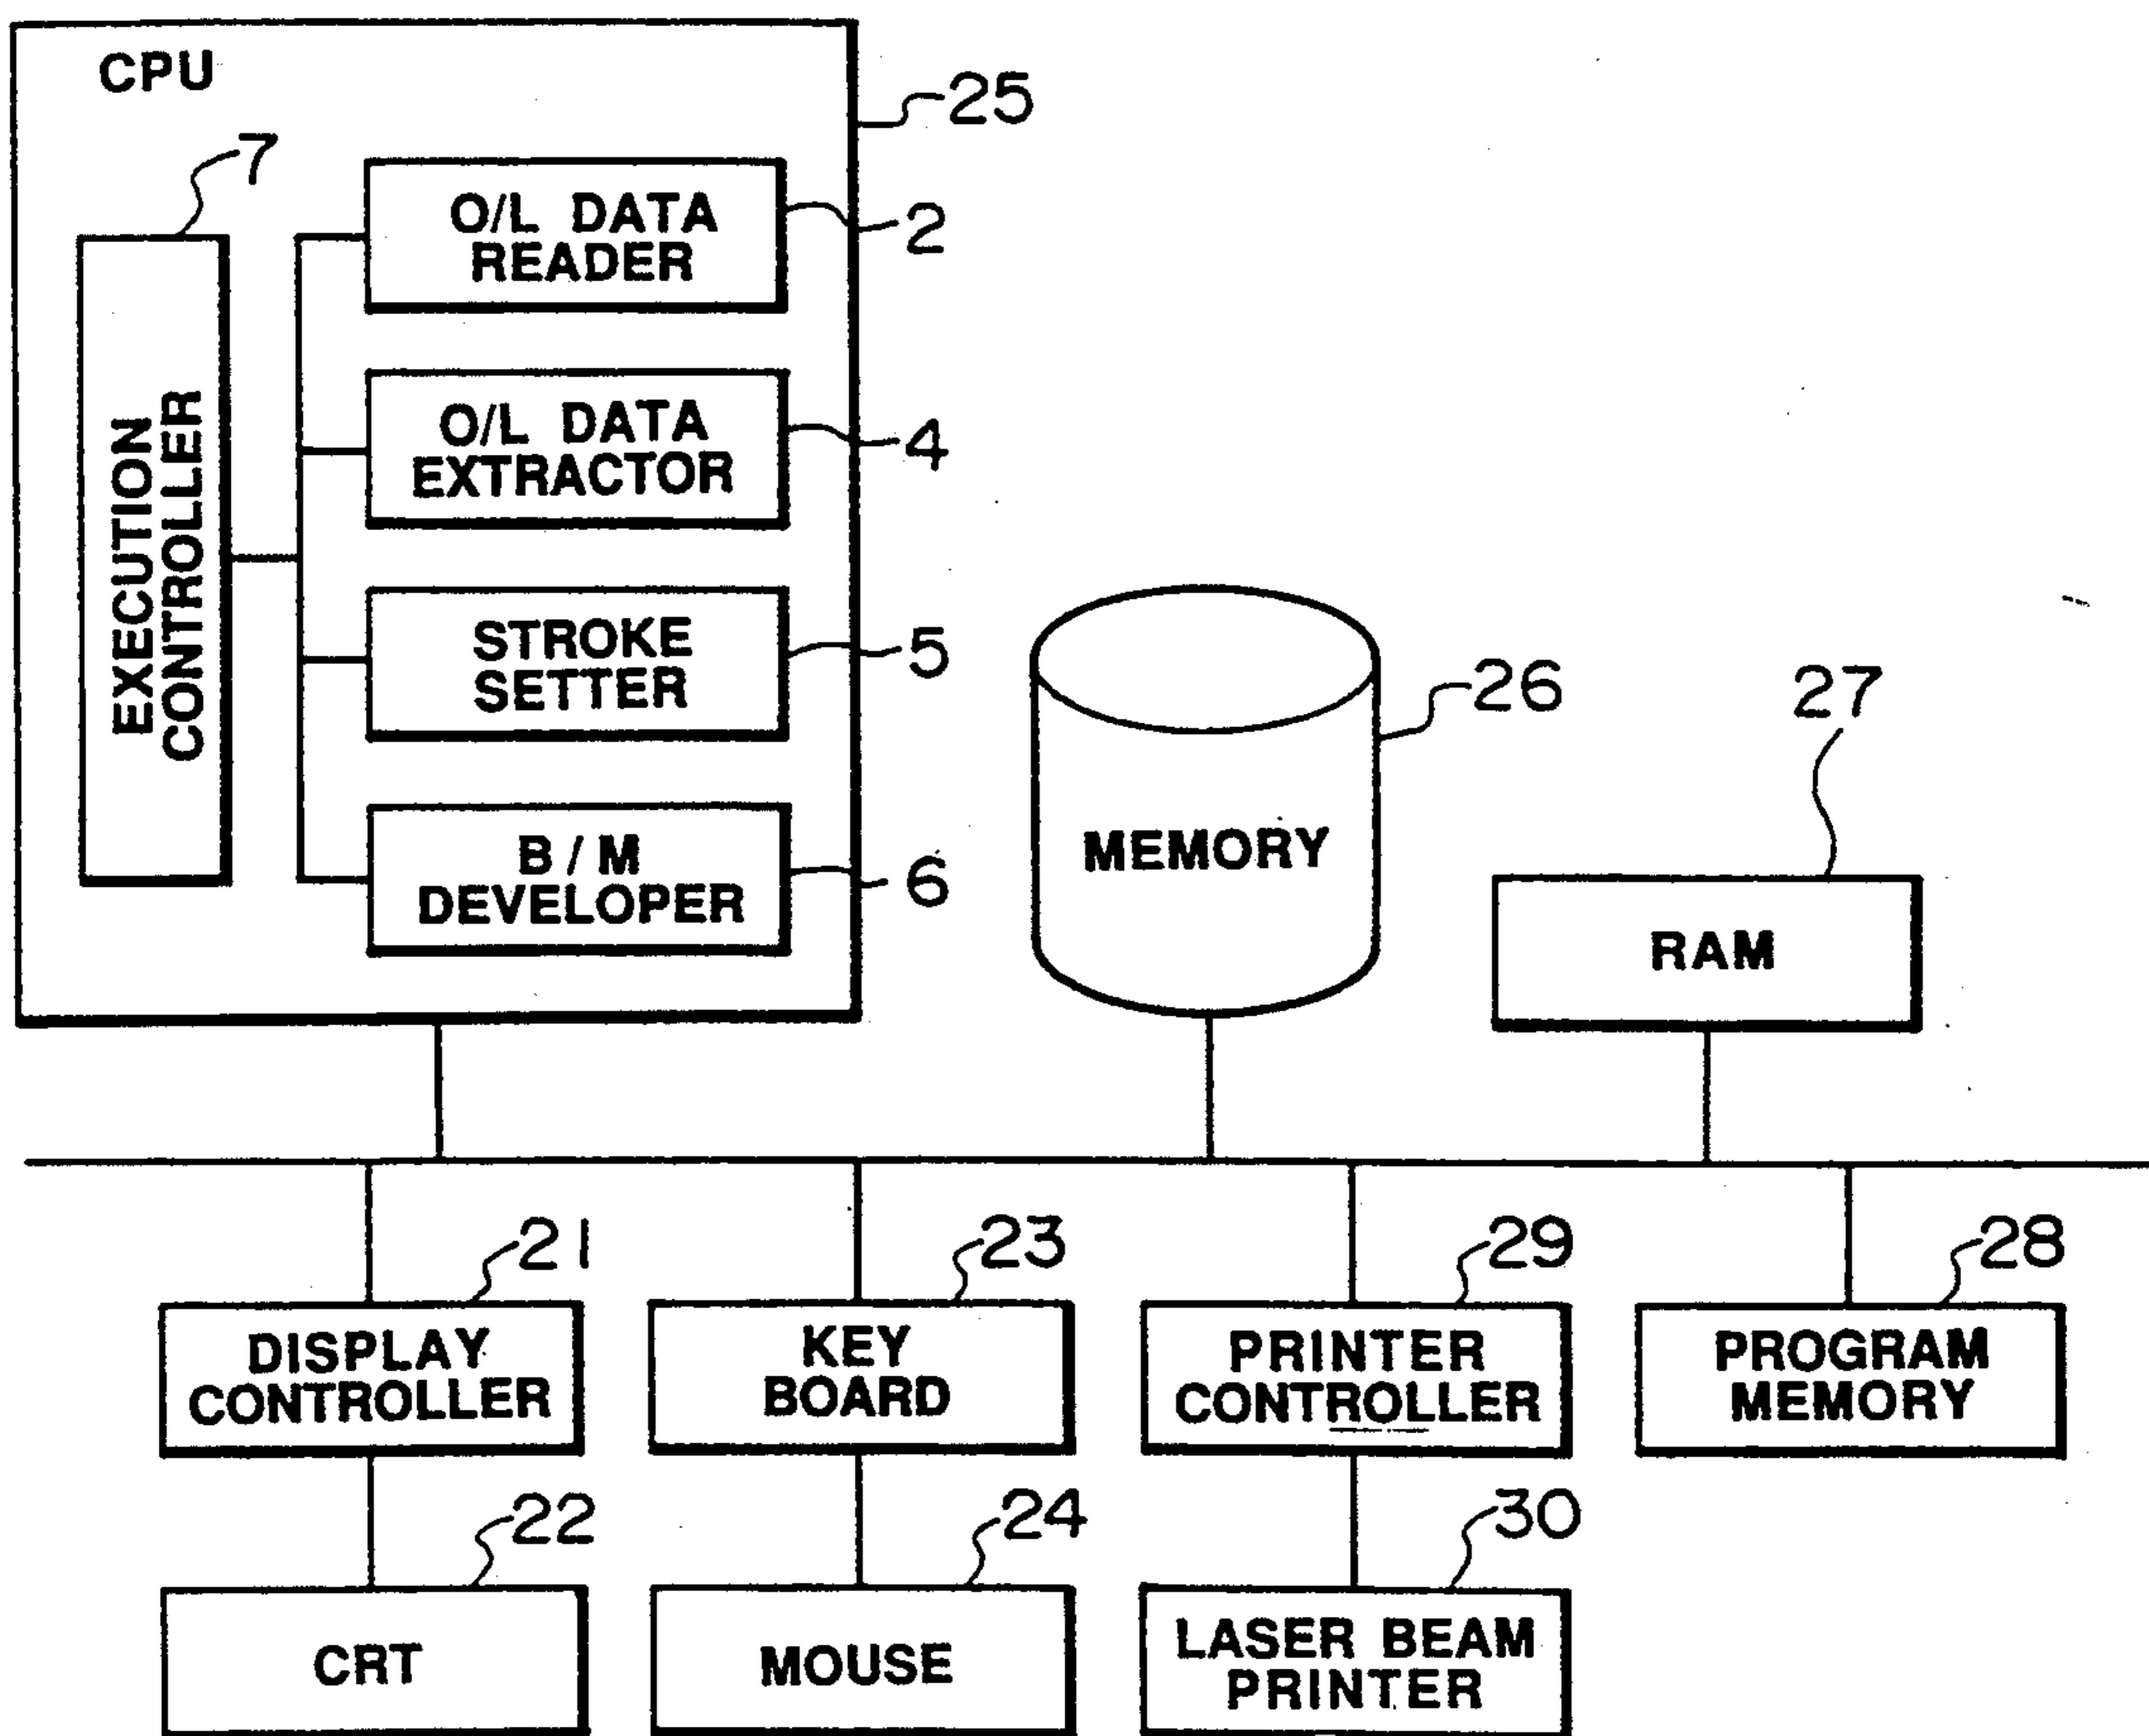 CPU
25
7
O/L DATA
READER
2
O/L DATA
EXTRACTOR
4
EXECUTION
CONTROLLER
STROKE
SETTER
5
B / M
DEVELOPER
6
MEMORY
26
27
RAM
21
DISPLAY
CONTROLLER
23
KEY
BOARD
29
PRINTER
CONTROLLER
28
PROGRAM
MEMORY
22
CRT
24
MOUSE
30
LASER BEAM
PRINTER